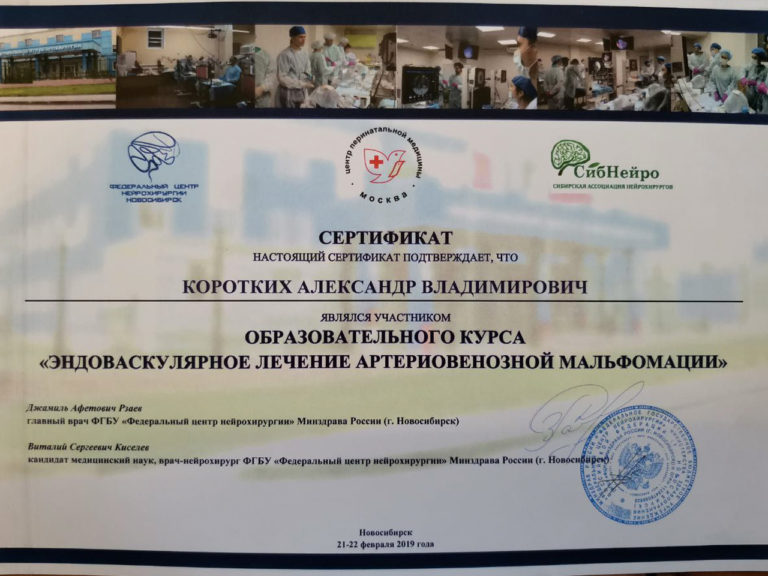 ФЕДЕРАЛЬНЫЙ ЦЕНТР
НЕЙРОХИРУРГИИ
НОВОСИБИРСК
центр перинатальной медицины
• МОСКВА •
СибНейро
СИБИРСКАЯ АССОЦИАЦИЯ НЕЙРОХИРУРГОВ
СЕРТИФИКАТ
НАСТОЯЩИЙ СЕРТИФИКАТ ПОДТВЕРЖДАЕТ, ЧТО
КОРОТКИХ АЛЕКСАНДР ВЛАДИМИРОВИЧ
ЯВЛЯЛСЯ УЧАСТНИКОМ
ОБРАЗОВАТЕЛЬНОГО КУРСА
«ЭНДОВАСКУЛЯРНОЕ ЛЕЧЕНИЕ АРТЕРИОВЕНОЗНОЙ МАЛЬФОМАЦИИ»
Джамиль Афетович Рзаев
главный врач ФГБУ «Федеральный центр нейрохирургии» Минздрава России (г. Новосибирск)
Виталий Сергеевич Киселев
кандидат медицинский наук, врач-нейрохирург ФГБУ «Федеральный центр нейрохирургии» Минздрава России (г. Новосибирск)
Новосибирск
21-22 февраля 2019 года